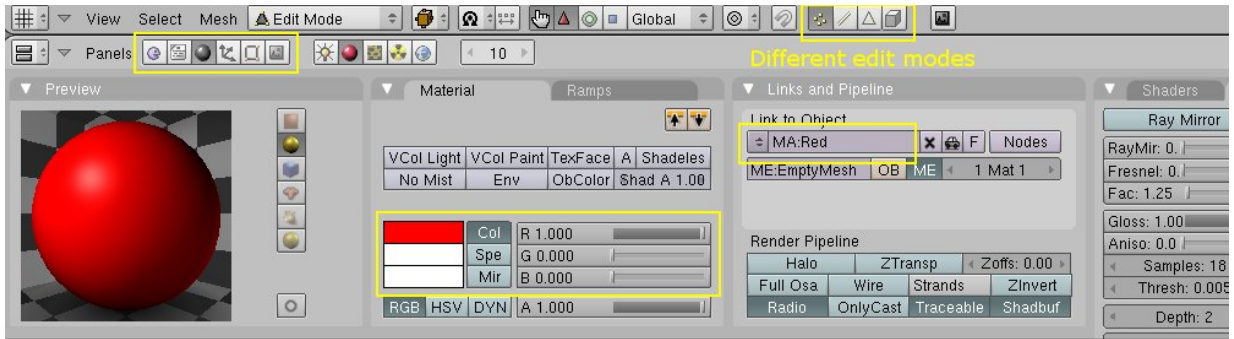 View Select Mesh Edit Mode Global
Panels 10
Different edit modes
Preview
Material Ramps
VCol Light VCol Paint TexFace A Shadeles
No Mist Env ObColor Shad A 1.00
Col R 1.000
Spe G 0.000
Mir B 0.000
RGB HSV DYN A 1.000
Links and Pipeline
Link to Object
MA:Red F Nodes
ME:EmptyMesh OB ME 1 Mat 1
Render Pipeline
Halo ZTransp Zoffs: 0.00
Full Osa Wire Strands ZInvert
Radio OnlyCast Traceable Shadbuf
Shaders
Ray Mirror
RayMir: 0.
Fresnel: 0.
Fac: 1.25
Gloss: 1.00
Aniso: 0.0
Samples: 18
Thresh: 0.005
Depth: 2